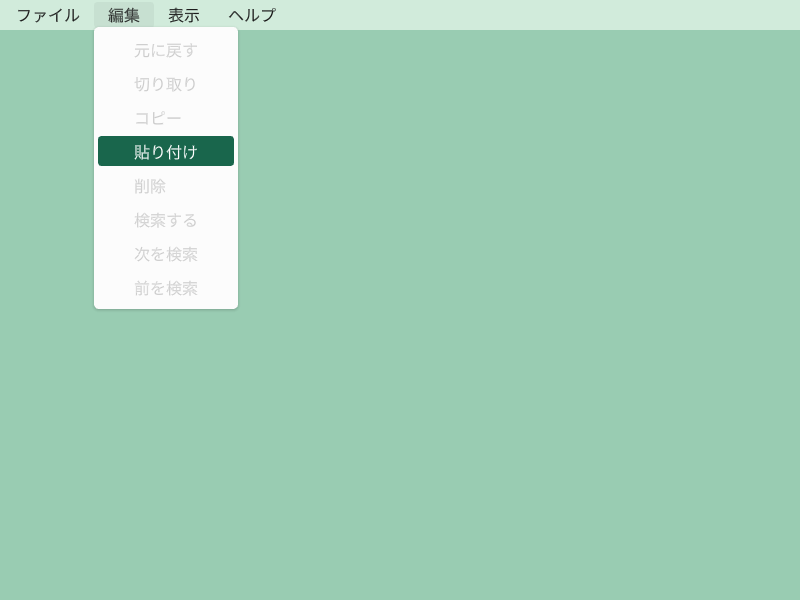 ファイル 編集 表示 ヘルプ
元に戻す
切り取り
コピー
貼り付け
削除
検索する
次を検索
前を検索